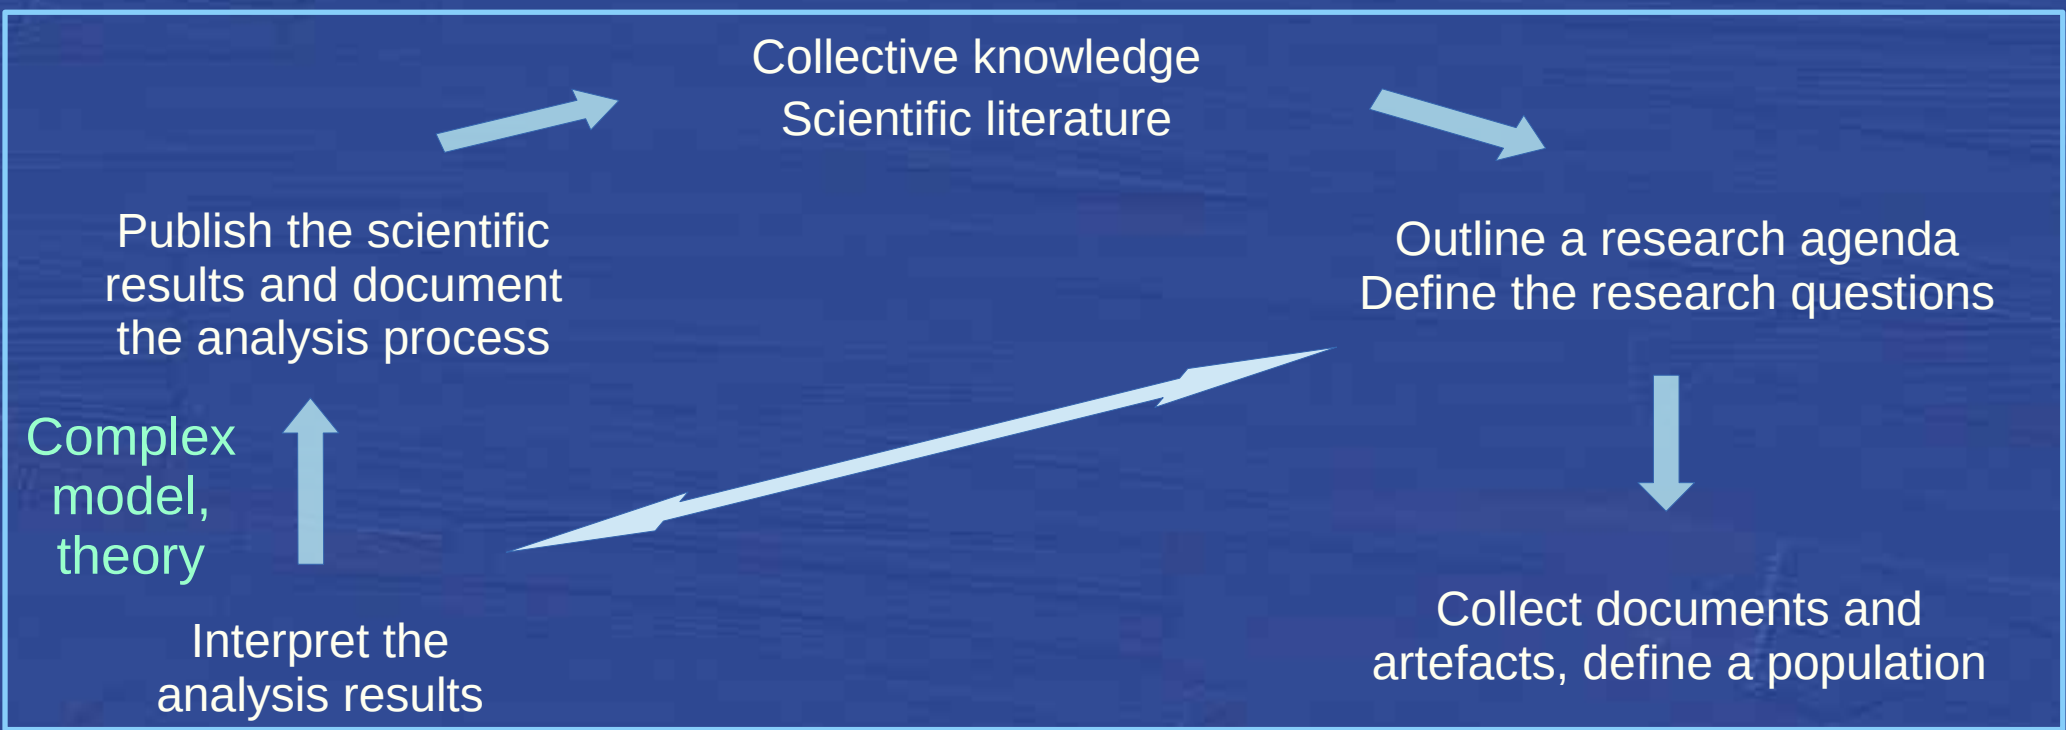 Collective knowledge
Scientific literature
Publish the scientific
results and document
the analysis process
Outline a research agenda
Define the research questions
Complex
model,
theory
Interpret the
analysis results
Collect documents and
artefacts, define a population